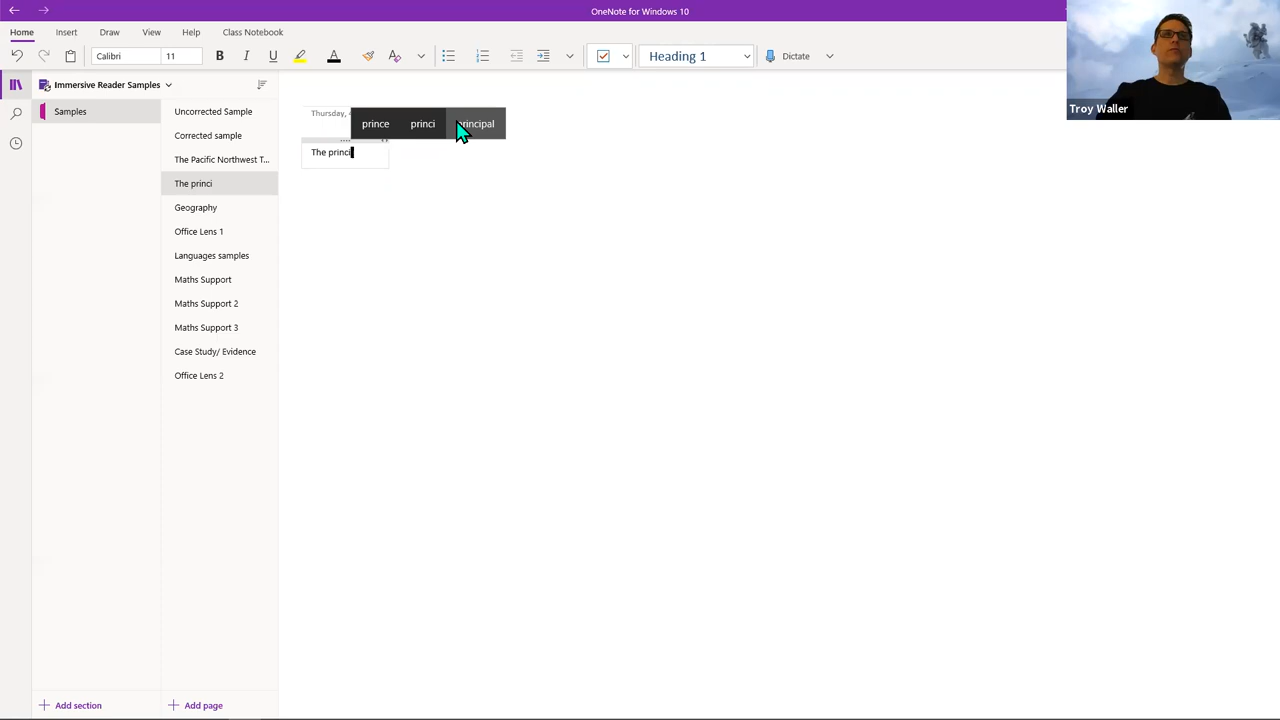 OneNote for Windows 10
Home Insert Draw View Help Class Notebook
Calibri 11 B I U A A Heading 1 Dictate
Immersive Reader Samples
Samples
Uncorrected Sample
Corrected sample
The Pacific Northwest T...
The princi
Geography
Office Lens 1
Languages samples
Maths Support
Maths Support 2
Maths Support 3
Case Study/ Evidence
Office Lens 2
Thursday,
prince princi principal
The princi
Troy Waller
Add section Add page